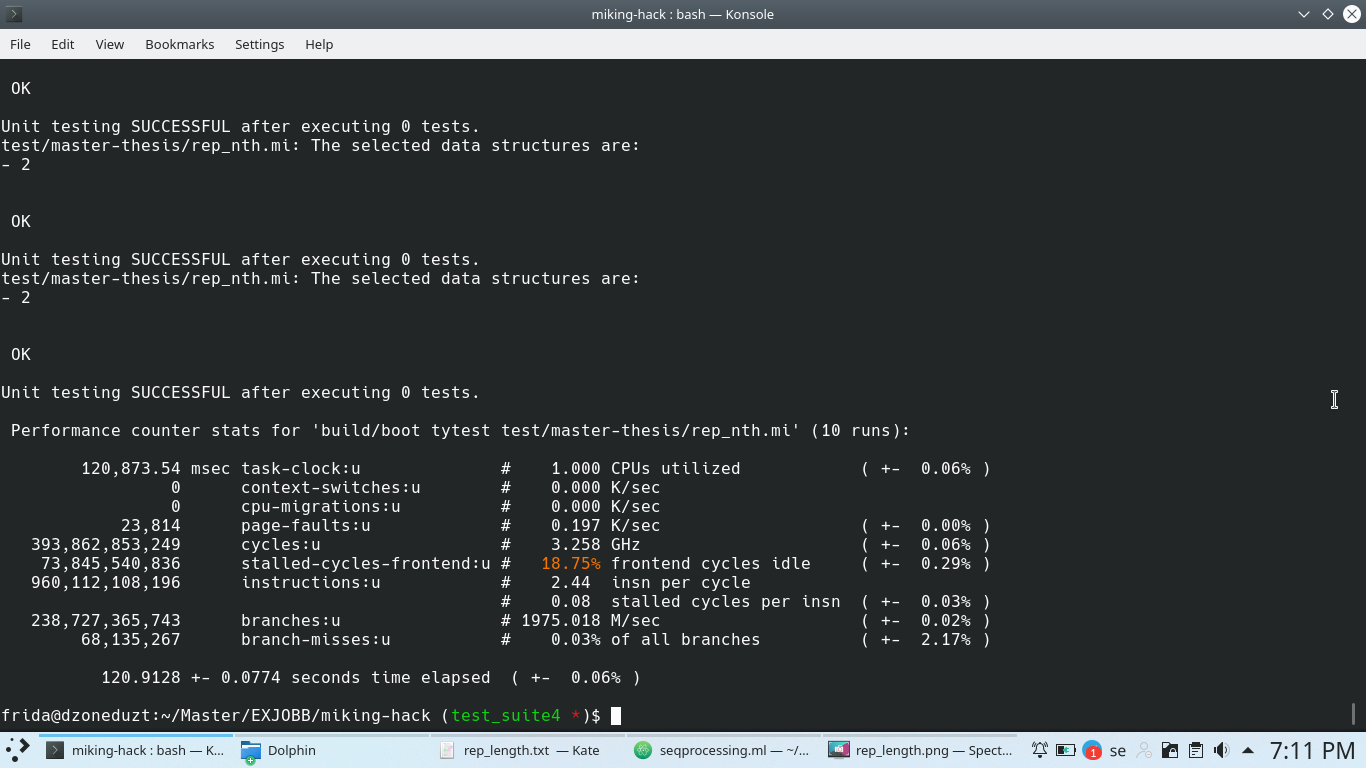 miking-hack : bash — Konsole
File Edit View Bookmarks Settings Help
OK
Unit testing SUCCESSFUL after executing 0 tests.
test/master-thesis/rep_nth.mi: The selected data structures are:
- 2
OK
Unit testing SUCCESSFUL after executing 0 tests.
test/master-thesis/rep_nth.mi: The selected data structures are:
- 2
OK
Unit testing SUCCESSFUL after executing 0 tests.
Performance counter stats for 'build/boot tytest test/master-thesis/rep_nth.mi' (10 runs):
120,873.54 msec task-clock:u # 1.000 CPUs utilized ( +- 0.06% )
0 context-switches:u # 0.000 K/sec
0 cpu-migrations:u # 0.000 K/sec
23,814 page-faults:u # 0.197 K/sec ( +- 0.00% )
393,862,853,249 cycles:u # 3.258 GHz ( +- 0.06% )
73,845,540,836 stalled-cycles-frontend:u # 18.75% frontend cycles idle ( +- 0.29% )
960,112,108,196 instructions:u # 2.44 insn per cycle
# 0.08 stalled cycles per insn ( +- 0.03% )
238,727,365,743 branches:u # 1975.018 M/sec ( +- 0.02% )
68,135,267 branch-misses:u # 0.03% of all branches ( +- 2.17% )
120.9128 +- 0.0774 seconds time elapsed ( +- 0.06% )
frida@dzoneduzt:~/Master/EXJOBB/miking-hack (test_suite4 *)$
miking-hack : bash — K... Dolphin rep_length.txt — Kate seqprocessing.ml — ~/... rep_length.png — Spect... 1 se 7:11 PM